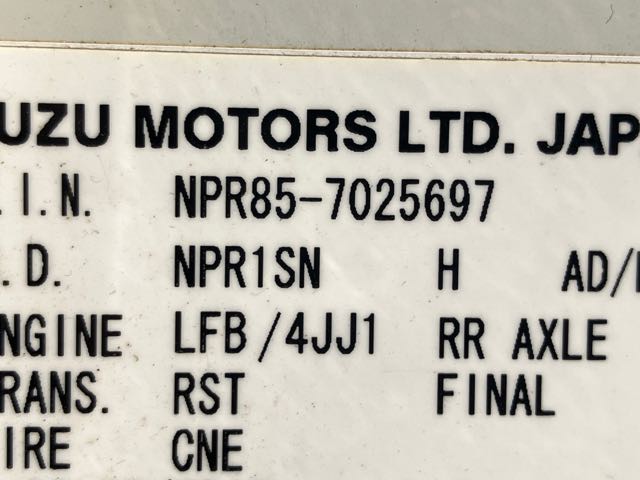 UZU MOTORS LTD. JAP
.I.N. NPR85-7025697
.D. NPR1SN H AD/
NGINE LFB/4JJ1 RR AXLE
RANS. RST FINAL
IRE CNE